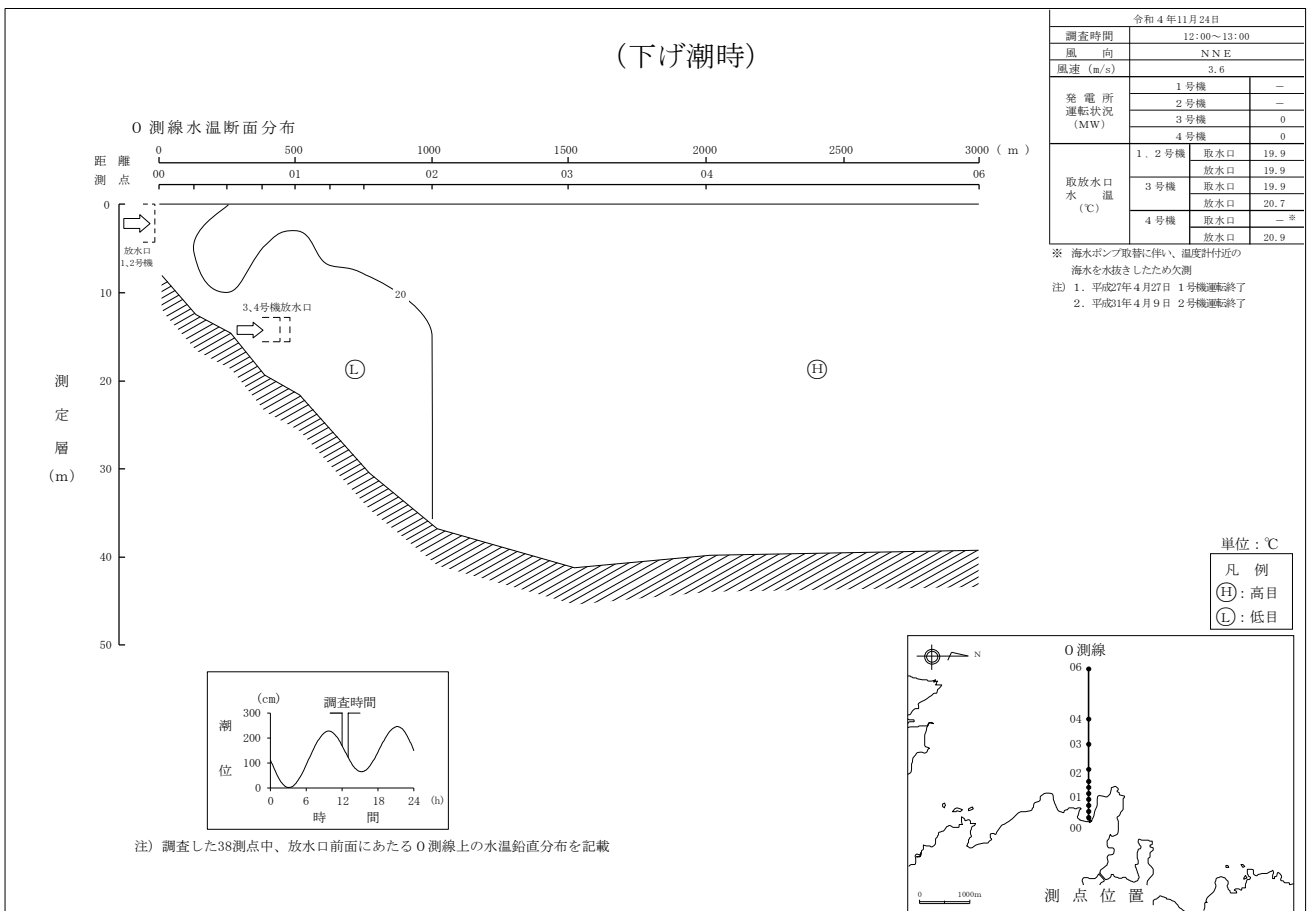 (下げ潮時)
令和4年11月24日
調査時間 12:00～13:00
風向 NNE
風速 (m/s) 3.6
発電所
運転状況
(MW)
1号機 －
2号機 －
3号機 0
4号機 0
取放水口
水温
(℃)
1．2号機 取水口 19.9
放水口 19.9
3号機 取水口 19.9
放水口 20.7
4号機 取水口 －※
放水口 20.9
※ 海水ポンプ取替に伴い、温度計付近の
海水を水抜きしたため欠測
注) 1．平成27年4月27日 1号機運転終了
2．平成31年4月9日 2号機運転終了
0測線水温断面分布
距離 0 500 1000 1500 2000 2500 3000 (m)
測点 00 01 02 03 04 06
測定層
(m)
0
10
20
30
40
50
放水口
1､2号機
3､4号機放水口
20
L
H
単位：℃
凡例
H：高目
L：低目
(cm)
調査時間
潮位
300
200
100
0
0 6 12 18 24 (h)
時間
注) 調査した38測点中、放水口前面にあたる0測線上の水温鉛直分布を記載
N
0測線
06
04
03
02
01
00
0 1000m
測点位置